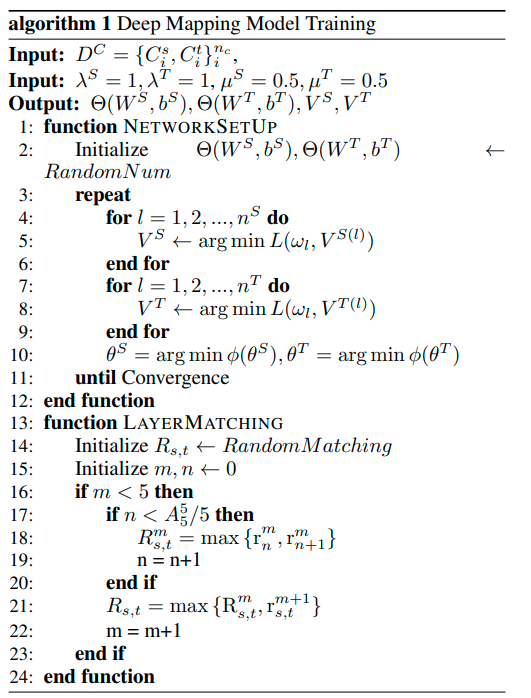 algorithm 1 Deep Mapping Model Training
Input: $D^C = \{C_i^s, C_i^t\}_i^{n_c}$,
Input: $\lambda^S = 1, \lambda^T = 1, \mu^S = 0.5, \mu^T = 0.5$
Output: $\Theta(W^S, b^S), \Theta(W^T, b^T), V^S, V^T$
1: function NETWORKSETUP
2: Initialize $\Theta(W^S, b^S), \Theta(W^T, b^T)$ ←
RandomNum
3: repeat
4: for $l = 1, 2, ..., n^S$ do
5: $V^S \leftarrow \arg\min L(\omega_l, V^{S(l)})$
6: end for
7: for $l = 1, 2, ..., n^T$ do
8: $V^T \leftarrow \arg\min L(\omega_l, V^{T(l)})$
9: end for
10: $\theta^S = \arg\min \phi(\theta^S), \theta^T = \arg\min \phi(\theta^T)$
11: until Convergence
12: end function
13: function LAYERMATCHING
14: Initialize $R_{s,t} \leftarrow RandomMatching$
15: Initialize $m, n \leftarrow 0$
16: if $m < 5$ then
17: if $n < A_5^5/5$ then
18: $R_{s,t}^m = \max\{r_n^m, r_{n+1}^m\}$
19: n = n+1
20: end if
21: $R_{s,t} = \max\{R_{s,t}^m, r_{s,t}^{m+1}\}$
22: m = m+1
23: end if
24: end function